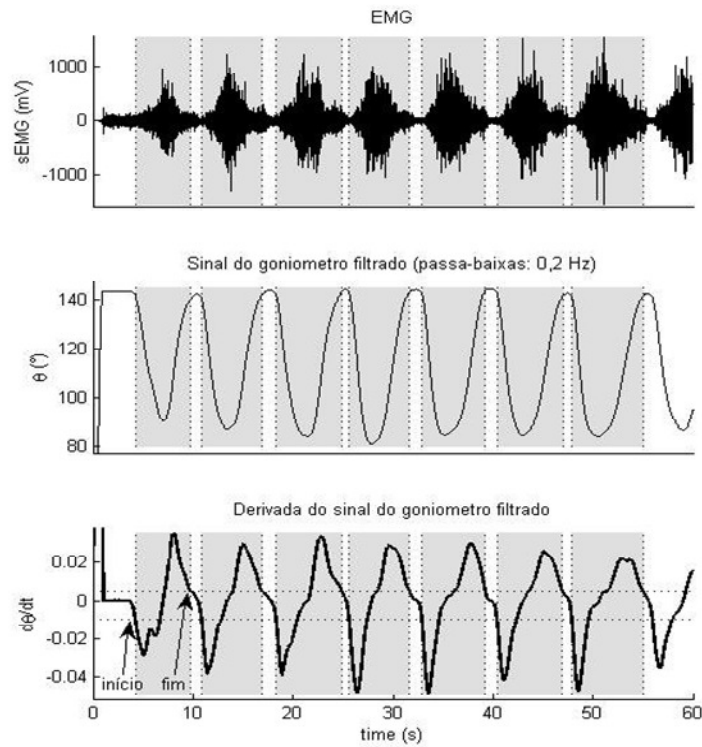 EMG
1000
0
-1000
sEMG (mV)
Sinal do goniometro filtrado (passa-baixas: 0,2 Hz)
140
120
100
80
θ (°)
Derivada do sinal do goniometro filtrado
0.02
0
-0.02
-0.04
dθ/dt
início
fim
0 10 20 30 40 50 60
time (s)